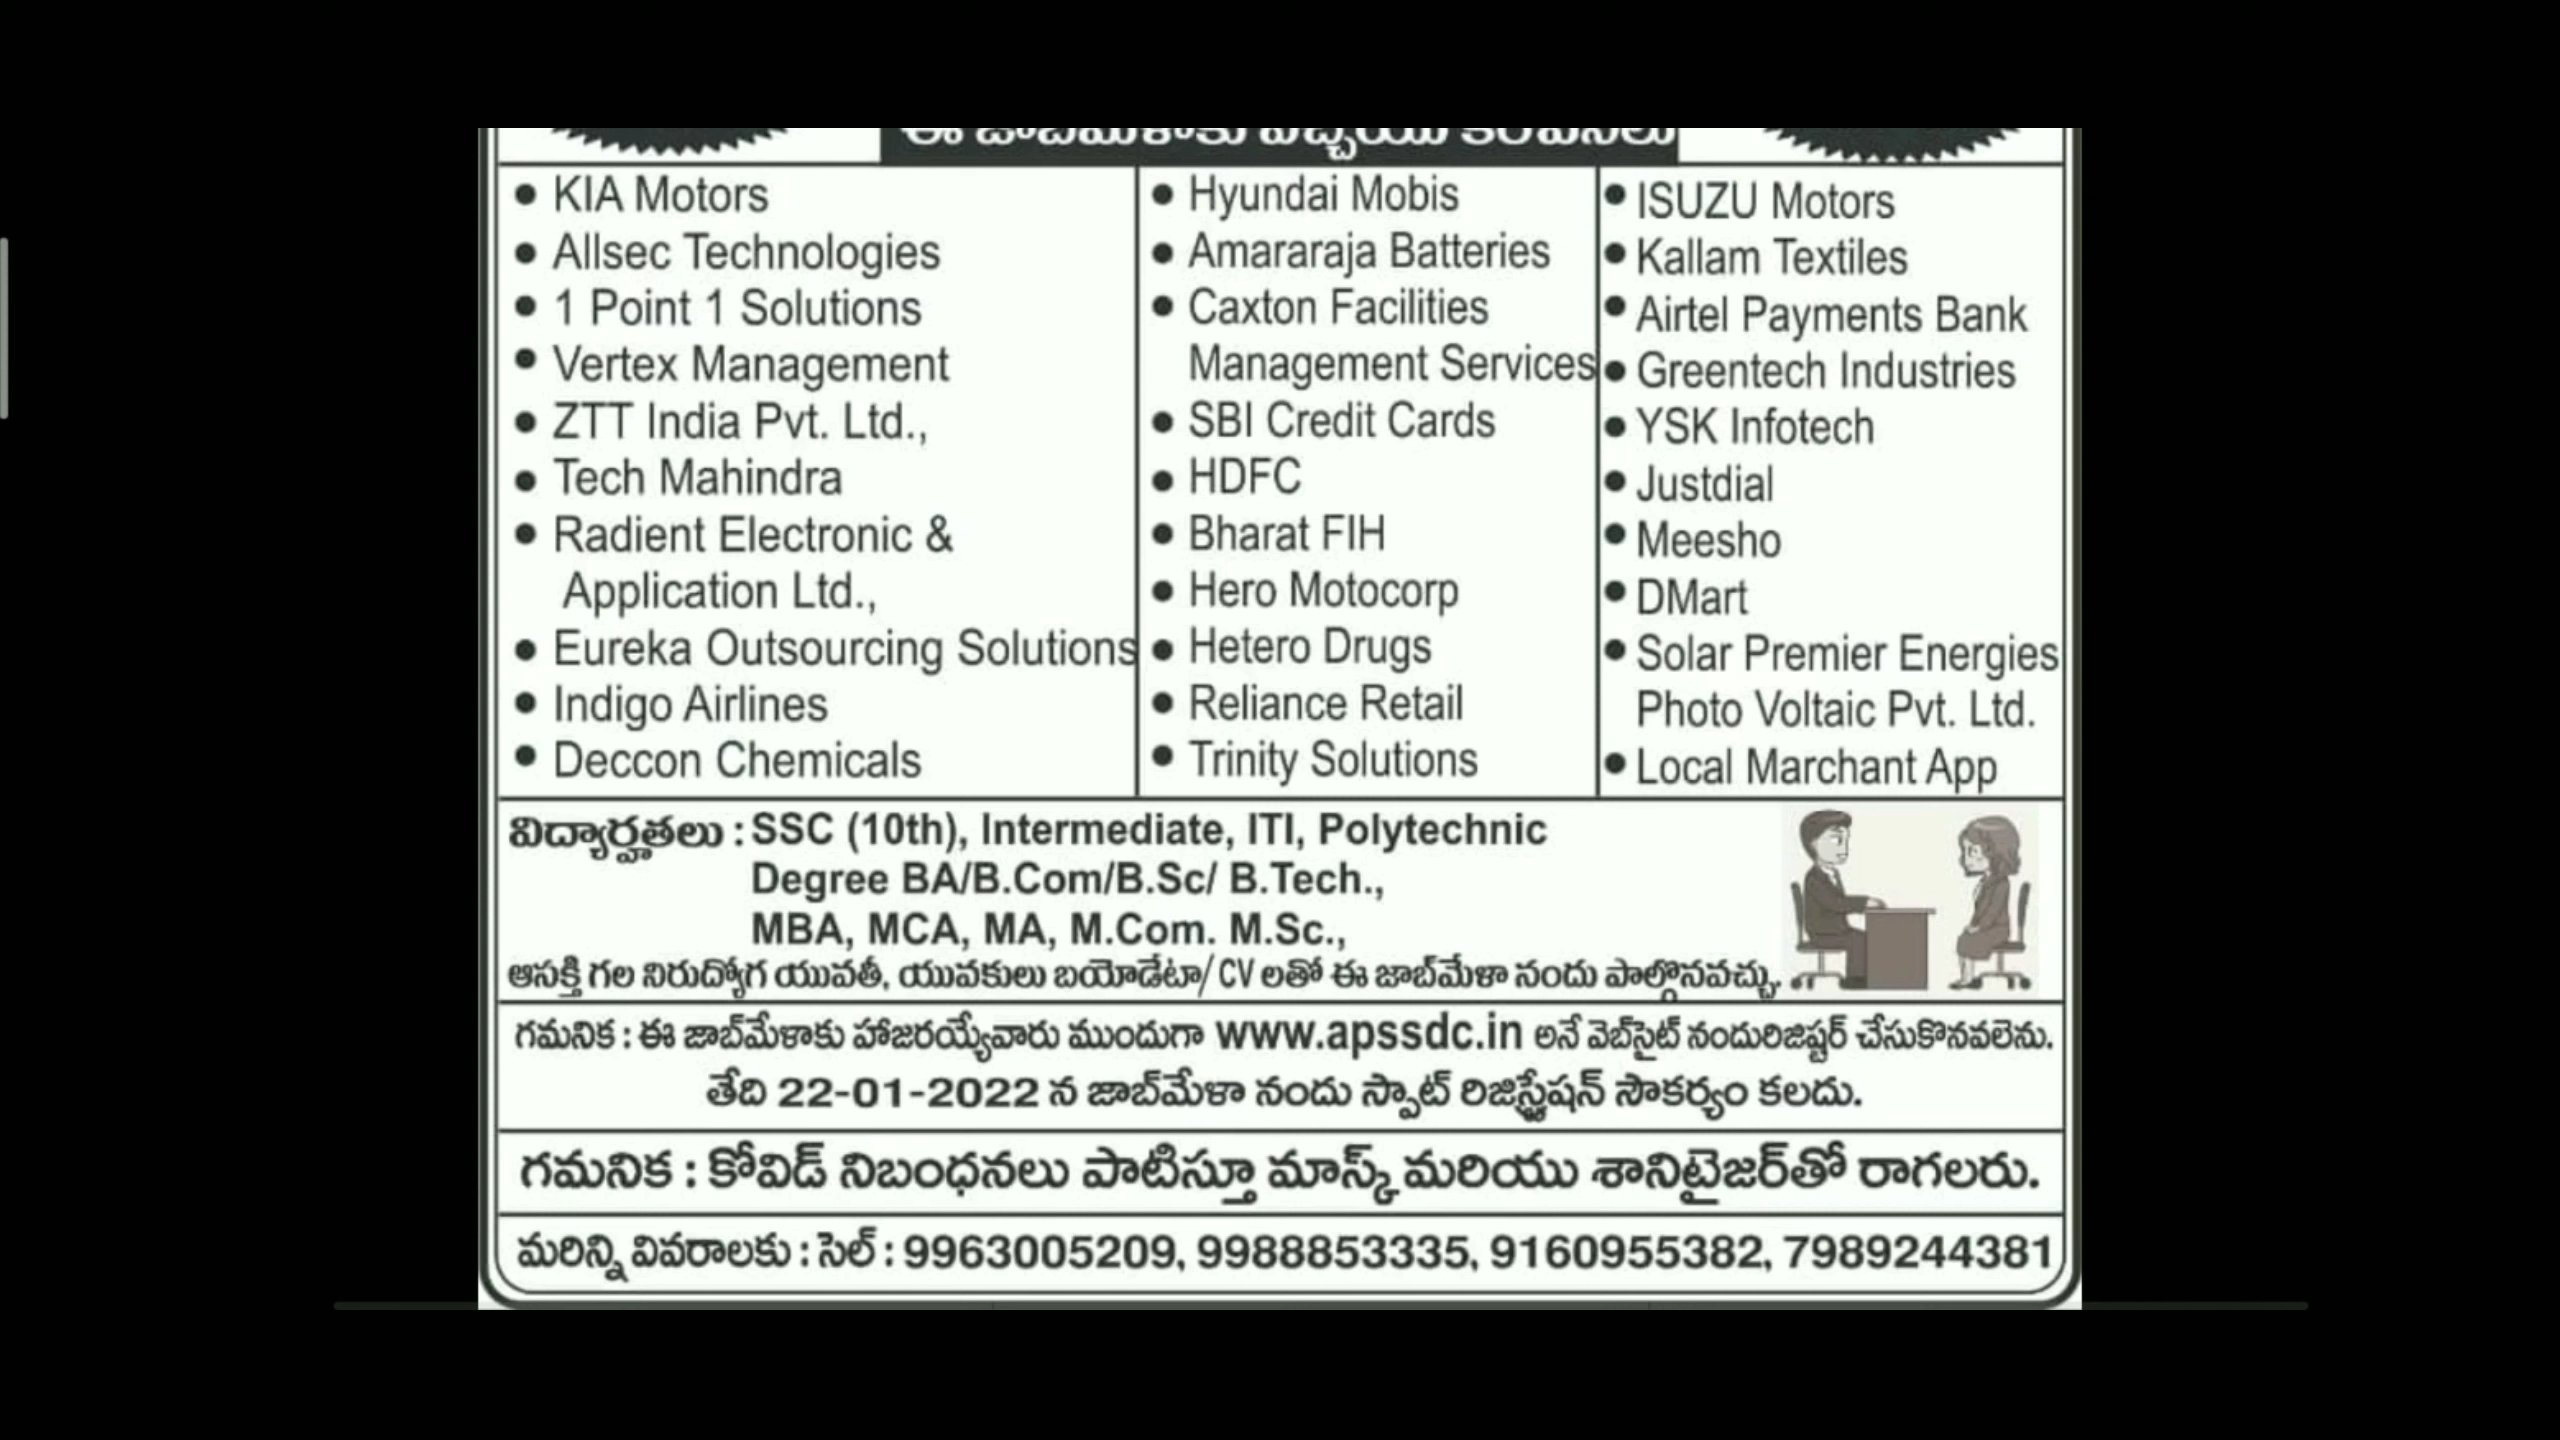 ఈ జాబ్‌మేళాకు విచ్చేయు కంపెనీలు
• KIA Motors
• Allsec Technologies
• 1 Point 1 Solutions
• Vertex Management
• ZTT India Pvt. Ltd.,
• Tech Mahindra
• Radient Electronic &
Application Ltd.,
• Eureka Outsourcing Solutions
• Indigo Airlines
• Deccon Chemicals
• Hyundai Mobis
• Amararaja Batteries
• Caxton Facilities
Management Services
• SBI Credit Cards
• HDFC
• Bharat FIH
• Hero Motocorp
• Hetero Drugs
• Reliance Retail
• Trinity Solutions
• ISUZU Motors
• Kallam Textiles
• Airtel Payments Bank
• Greentech Industries
• YSK Infotech
• Justdial
• Meesho
• DMart
• Solar Premier Energies
Photo Voltaic Pvt. Ltd.
• Local Marchant App
విద్యార్హతలు : SSC (10th), Intermediate, ITI, Polytechnic
Degree BA/B.Com/B.Sc/ B.Tech.,
MBA, MCA, MA, M.Com. M.Sc.,
ఆసక్తి గల నిరుద్యోగ యువతీ, యువకులు బయోడేటా/ CV లతో ఈ జాబ్‌మేళా నందు పాల్గొనవచ్చు.
గమనిక : ఈ జాబ్‌మేళాకు హాజరయ్యేవారు ముందుగా www.apssdc.in అనే వెబ్‌సైట్ నందురిజిష్టర్ చేసుకొనవలెను.
తేది 22-01-2022 న జాబ్‌మేళా నందు స్పాట్ రిజిస్ట్రేషన్ సౌకర్యం కలదు.
గమనిక : కోవిడ్ నిబంధనలు పాటిస్తూ మాస్క్ మరియు శానిటైజర్‌తో రాగలరు.
మరిన్ని వివరాలకు : సెల్ : 9963005209, 9988853335, 9160955382, 7989244381